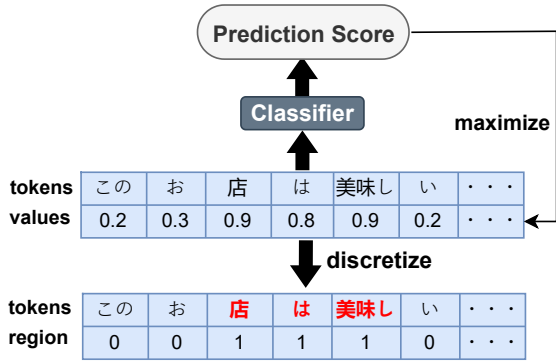 Prediction Score
Classifier
maximize
tokens この お 店 は 美味し い ・・・
values 0.2 0.3 0.9 0.8 0.9 0.2 ・・・
discretize
tokens この お 店 は 美味し い ・・・
region 0 0 1 1 1 0 ・・・